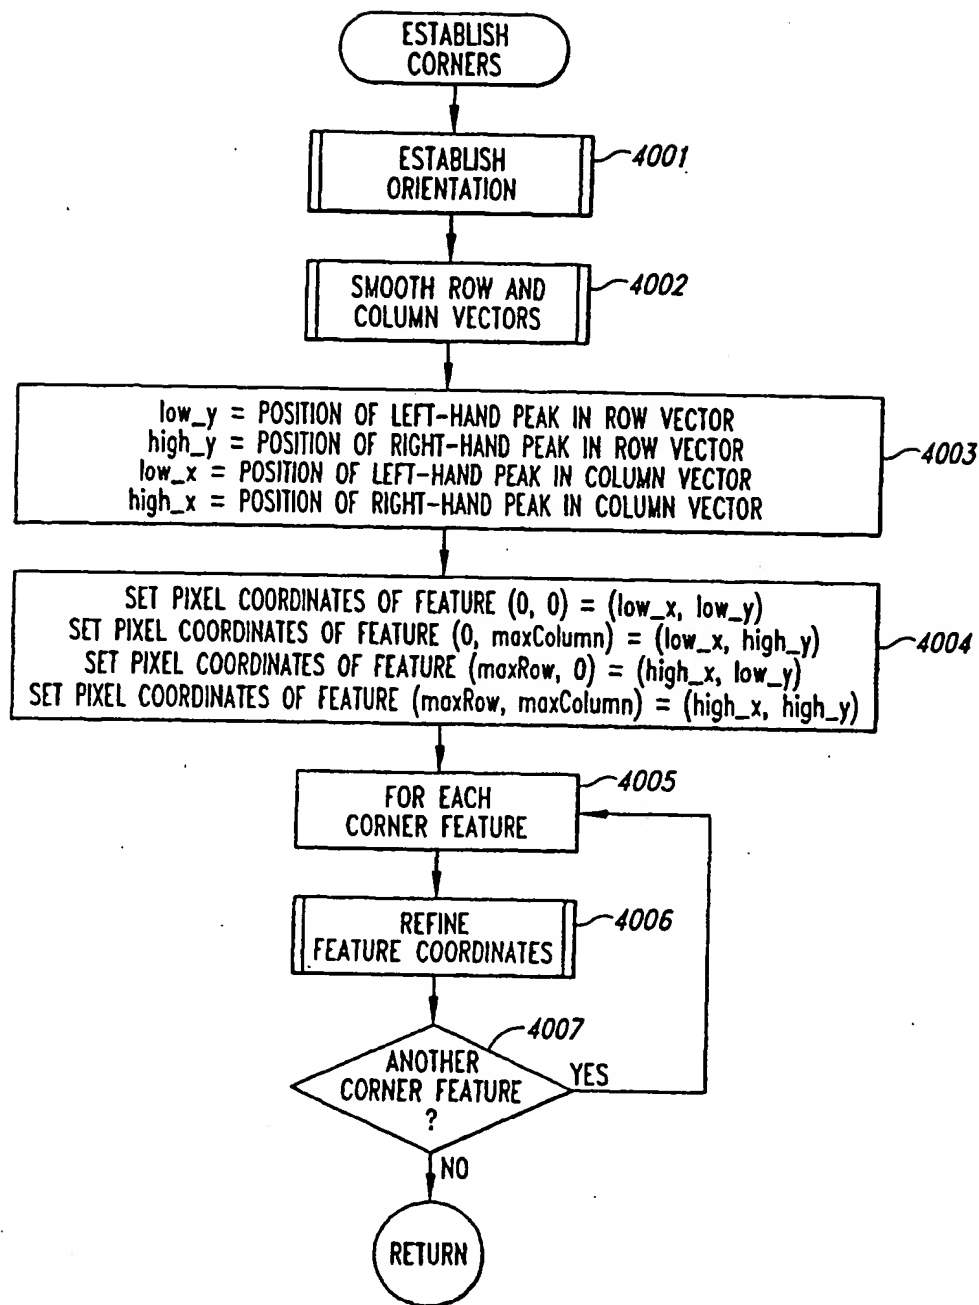 ESTABLISH
CORNERS
ESTABLISH
ORIENTATION
4001
SMOOTH ROW AND
COLUMN VECTORS
4002
low_y = POSITION OF LEFT-HAND PEAK IN ROW VECTOR
high_y = POSITION OF RIGHT-HAND PEAK IN ROW VECTOR
low_x = POSITION OF LEFT-HAND PEAK IN COLUMN VECTOR
high_x = POSITION OF RIGHT-HAND PEAK IN COLUMN VECTOR
4003
SET PIXEL COORDINATES OF FEATURE (0, 0) = (low_x, low_y)
SET PIXEL COORDINATES OF FEATURE (0, maxColumn) = (low_x, high_y)
SET PIXEL COORDINATES OF FEATURE (maxRow, 0) = (high_x, low_y)
SET PIXEL COORDINATES OF FEATURE (maxRow, maxColumn) = (high_x, high_y)
4004
FOR EACH
CORNER FEATURE
4005
REFINE
FEATURE COORDINATES
4006
4007
ANOTHER
CORNER FEATURE
?
YES
NO
RETURN